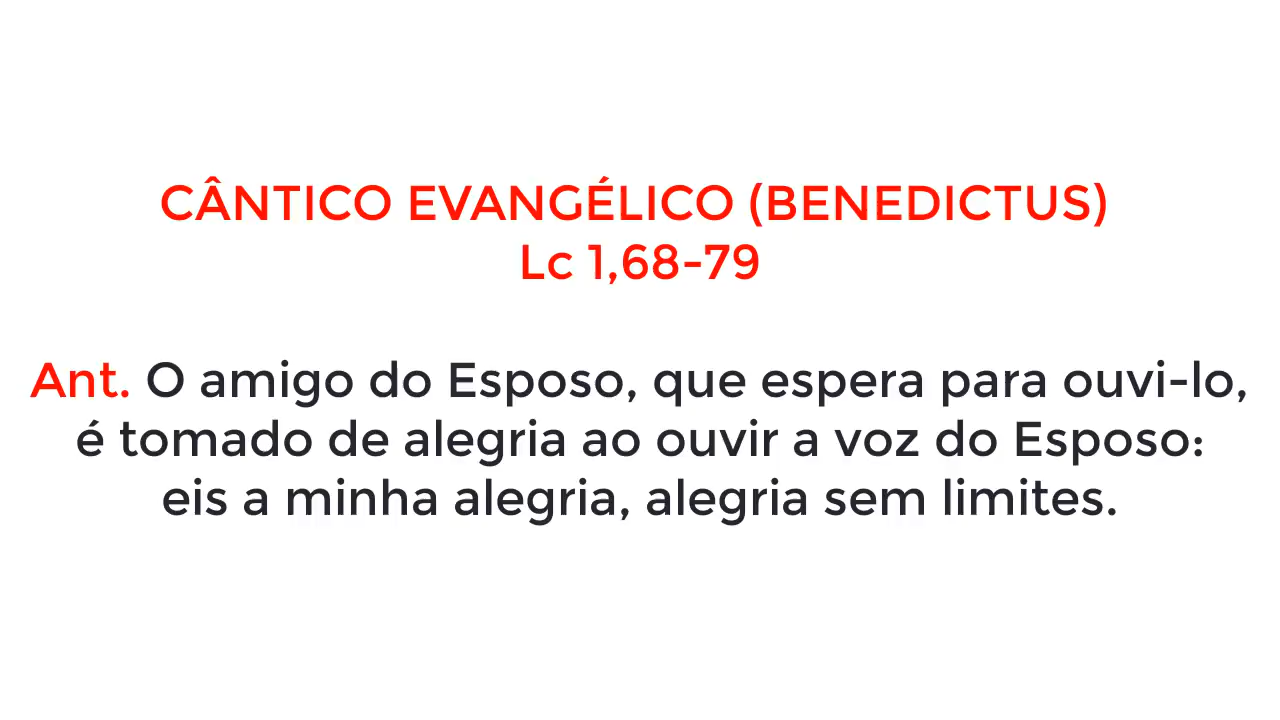 CÂNTICO EVANGÉLICO (BENEDICTUS)
Lc 1,68-79
Ant. O amigo do Esposo, que espera para ouvi-lo,
é tomado de alegria ao ouvir a voz do Esposo:
eis a minha alegria, alegria sem limites.